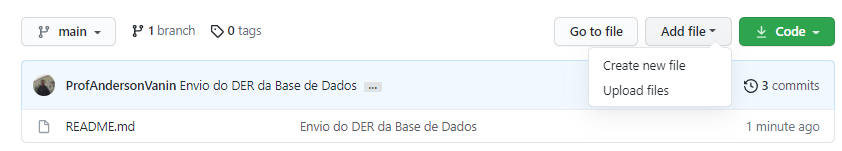 main 1 branch 0 tags Go to file Add file Code
Create new file
Upload files
ProfAndersonVanin Envio do DER da Base de Dados ... 3 commits
README.md Envio do DER da Base de Dados 1 minute ago